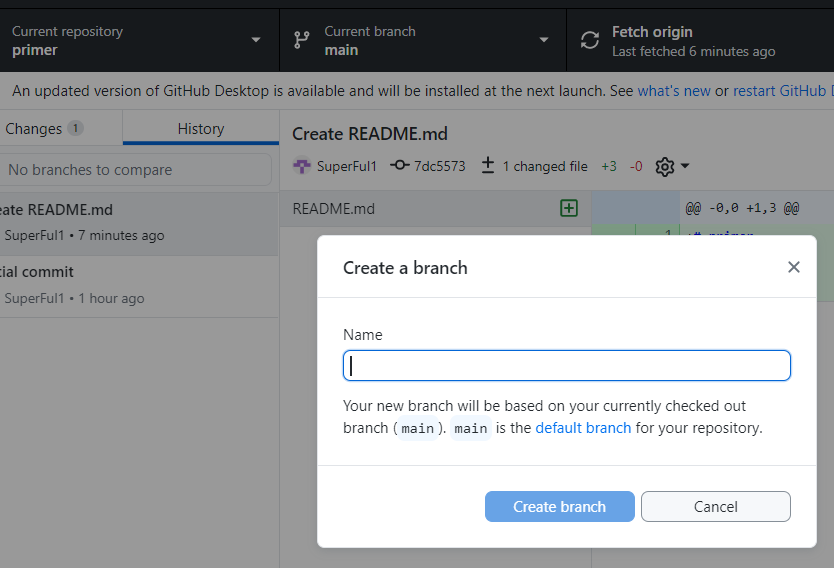 Current repository
primer
Current branch
main
Fetch origin
Last fetched 6 minutes ago
An updated version of GitHub Desktop is available and will be installed at the next launch. See what's new or restart GitHub
Changes 1
History
No branches to compare
eate README.md
SuperFul1 • 7 minutes ago
tial commit
SuperFul1 • 1 hour ago
Create README.md
SuperFul1 7dc5573 1 changed file +3 -0
README.md
@@ -0,0 +1,3 @@
Create a branch
Name
Your new branch will be based on your currently checked out
branch (main). main is the default branch for your repository.
Create branch
Cancel